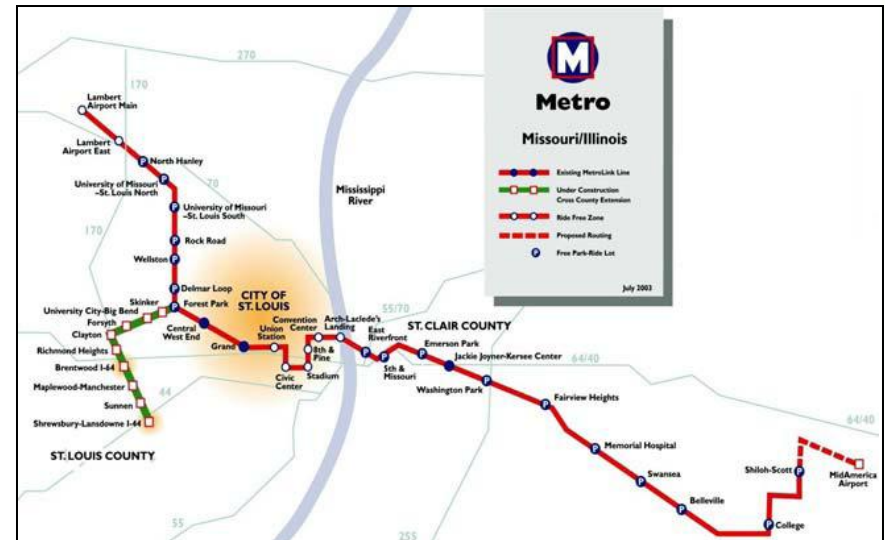 M
Metro
Missouri/Illinois
Existing MetroLink Line
Under Construction
Cross County Extension
Ride Free Zone
Proposed Routing
P
Free Park-Ride Lot
July 2003
270
170
Lambert
Airport Main
Lambert
Airport East
P
North Hanley
P
University of Missouri
–St. Louis North
70
P
University of Missouri
–St. Louis South
Mississippi
River
170
P
Rock Road
Wellston
P
P
Delmar Loop
CITY OF
ST. LOUIS
Skinker
P
Forest Park
University City-Big Bend
Forsyth
Clayton
Richmond Heights
Brentwood I-64
Maplewood-Manchester
Sunnen
Shrewsbury-Lansdowne I-44
44
ST. LOUIS COUNTY
Central
West End
Grand
Union
Station
Convention
Center
8th &
Pine
Civic
Center
Stadium
Arch-Laclede's
Landing
55/70
East
Riverfront
P
P
5th &
Missouri
ST. CLAIR COUNTY
P
Emerson Park
Jackie Joyner-Kersee Center
64/40
P
Washington Park
P
Fairview Heights
64/40
P
Memorial Hospital
P
Swansea
P
Belleville
Shiloh-Scott
P
MidAmerica
Airport
P
College
55
255